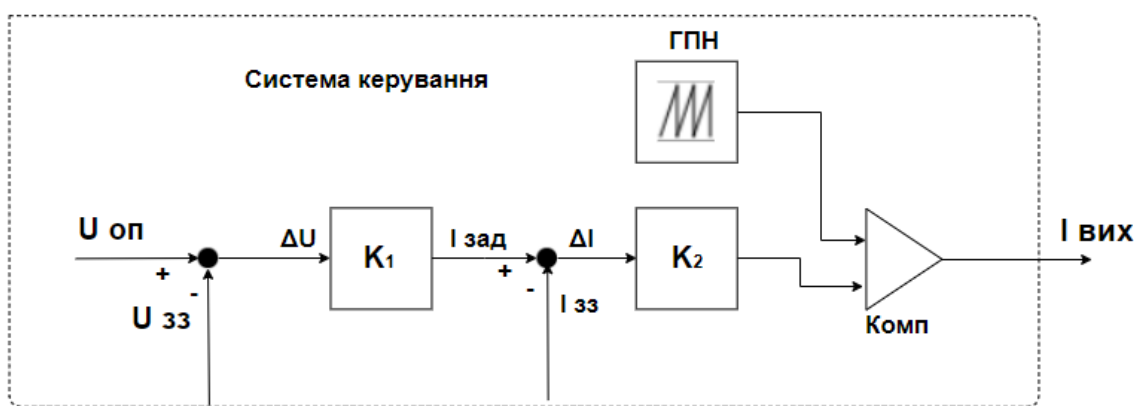 ГПН
Система керування
U оп
+
-
U зз
ΔU
K₁
I зад
+
-
I зз
ΔI
K₂
Комп
I вих